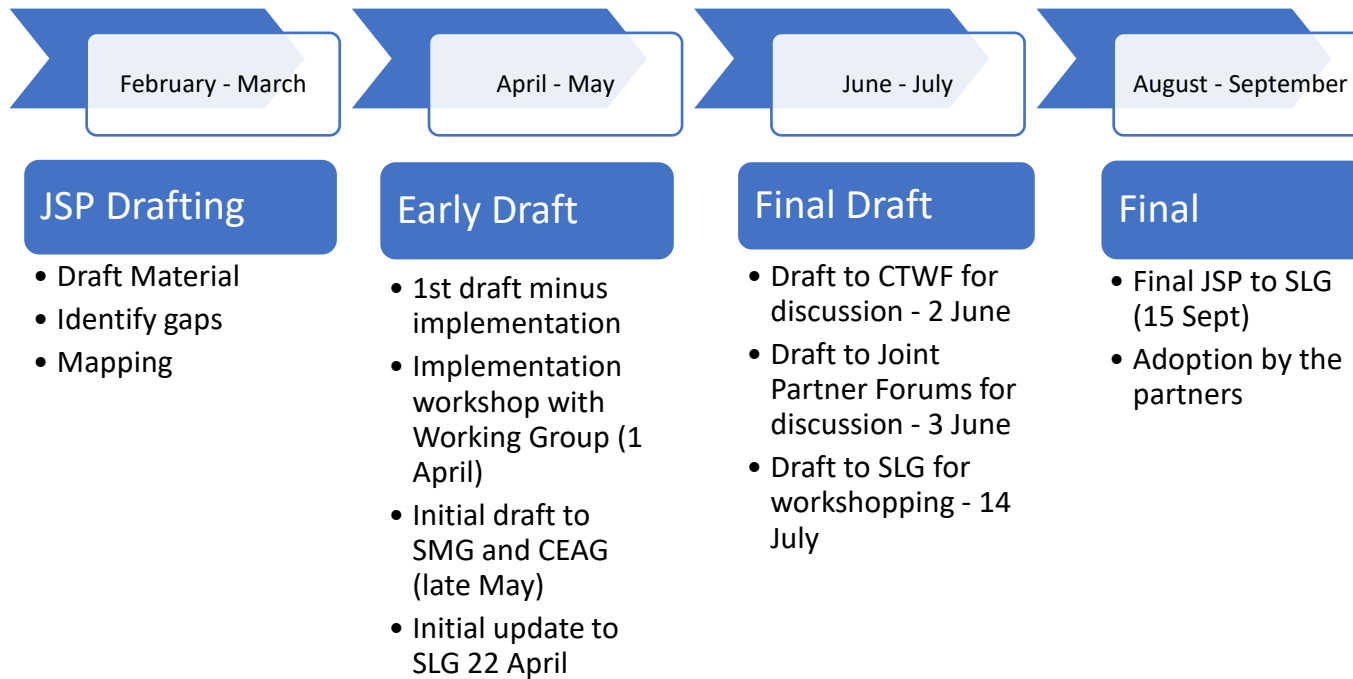 February - March
April - May
June - July
August - September
JSP Drafting
• Draft Material
• Identify gaps
• Mapping
Early Draft
• 1st draft minus
implementation
• Implementation
workshop with
Working Group (1
April)
• Initial draft to
SMG and CEAG
(late May)
• Initial update to
SLG 22 April
Final Draft
• Draft to CTWF for
discussion - 2 June
• Draft to Joint
Partner Forums for
discussion - 3 June
• Draft to SLG for
workshopping - 14
July
Final
• Final JSP to SLG
(15 Sept)
• Adoption by the
partners